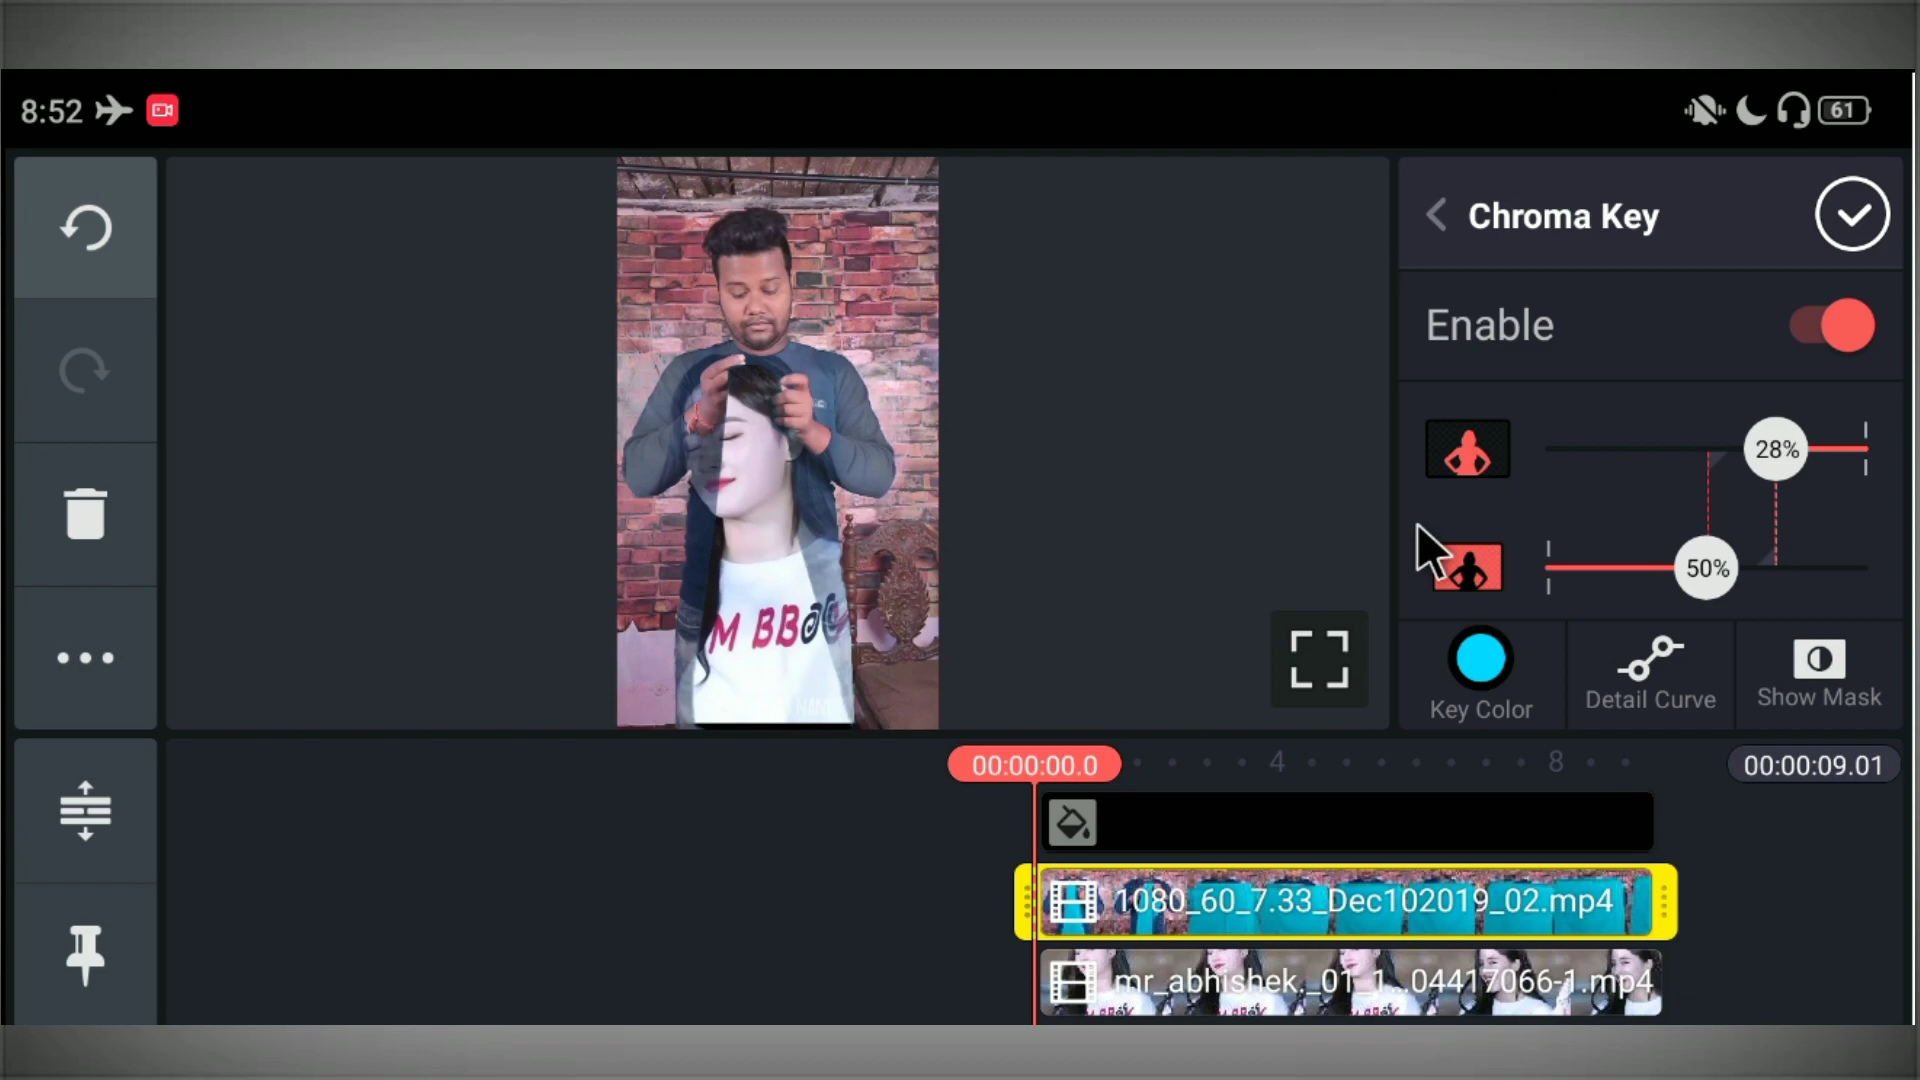 8:52
61
Chroma Key
Enable
28%
50%
Key Color
Detail Curve
Show Mask
00:00:00.0
4
8
00:00:09.01
1080_60_7.33_Dec102019_02.mp4
mr_abhishek._01_1...04417066-1.mp4
M BB